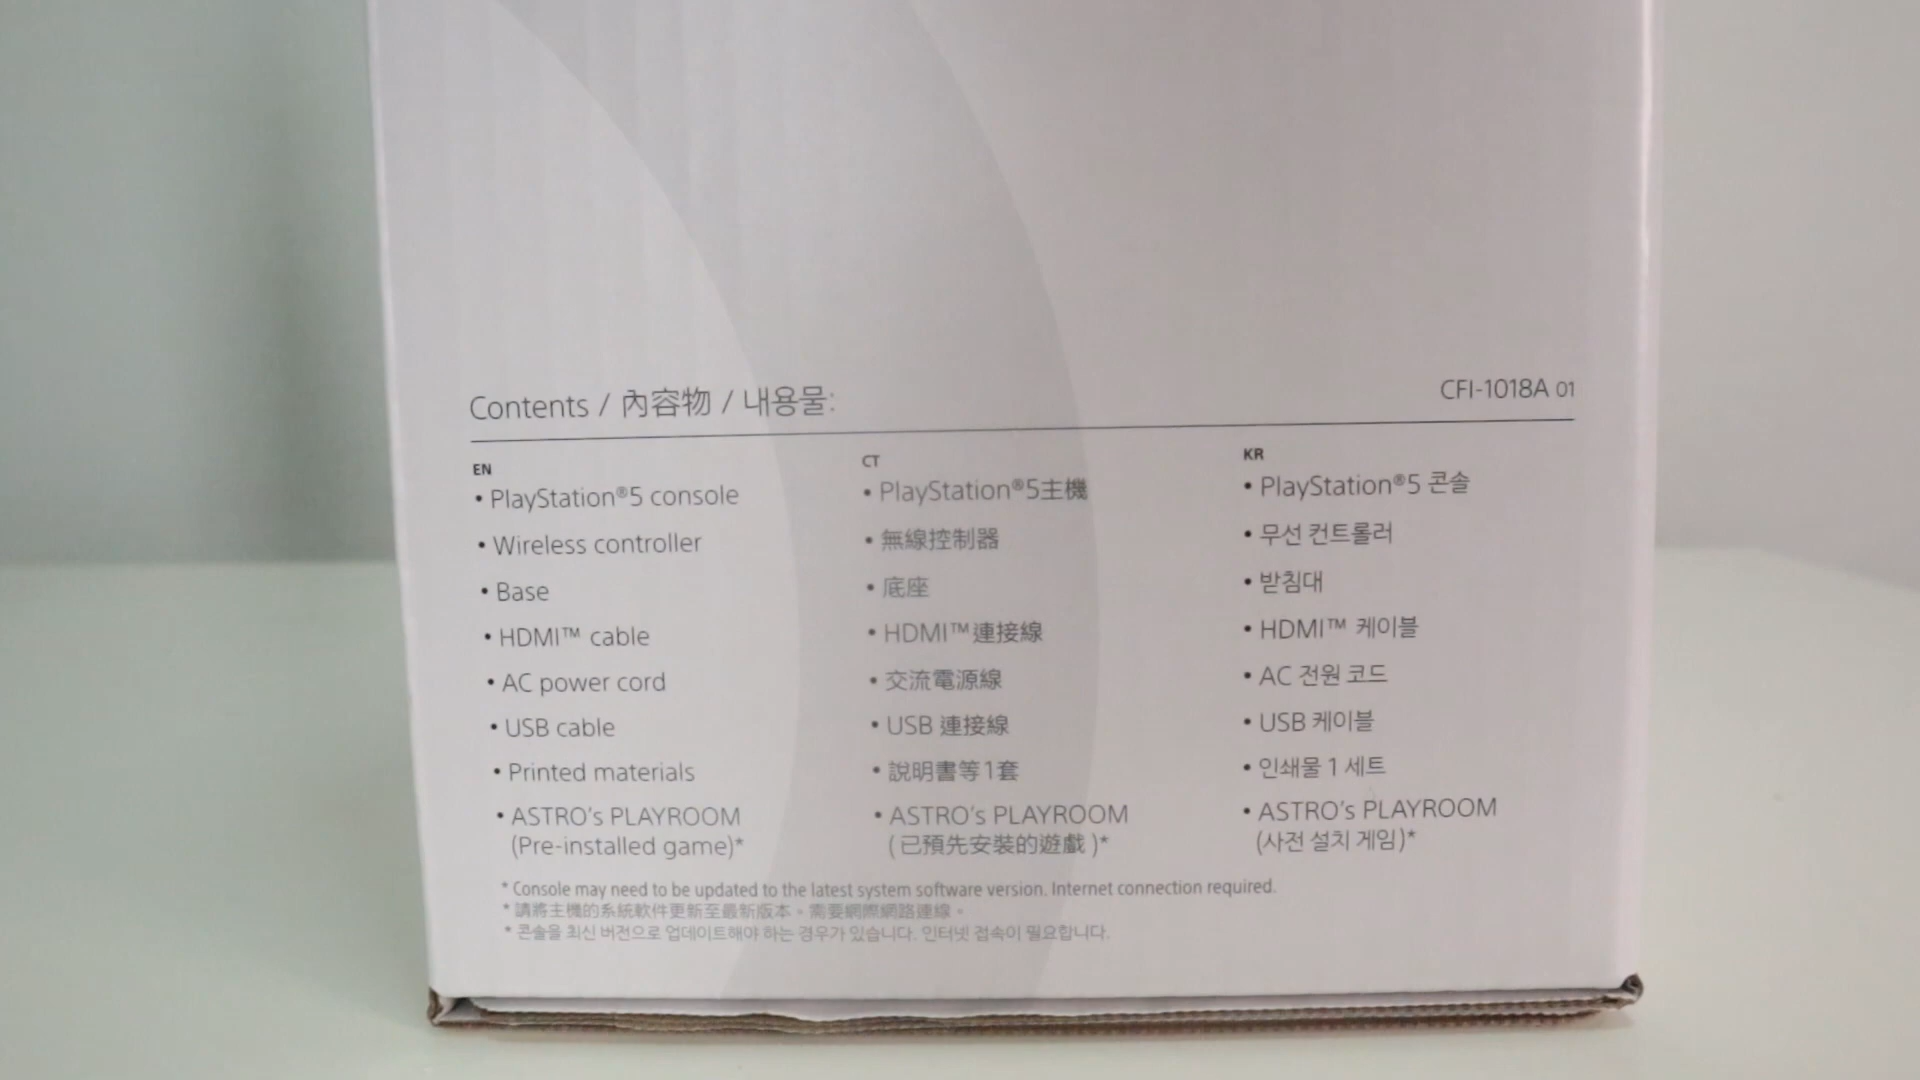 Contents / 內容物 / 내용물:
CFI-1018A 01
EN
• PlayStation®5 console
• Wireless controller
• Base
• HDMI™ cable
• AC power cord
• USB cable
• Printed materials
• ASTRO's PLAYROOM
(Pre-installed game)*
CT
• PlayStation®5主機
• 無線控制器
• 底座
• HDMI™連接線
• 交流電源線
• USB 連接線
• 說明書等1套
• ASTRO's PLAYROOM
(已預先安裝的遊戲)*
KR
• PlayStation®5 콘솔
• 무선 컨트롤러
• 받침대
• HDMI™ 케이블
• AC 전원 코드
• USB 케이블
• 인쇄물 1 세트
• ASTRO's PLAYROOM
(사전 설치 게임)*
* Console may need to be updated to the latest system software version. Internet connection required.
* 請將主機的系統軟件更新至最新版本。需要網際網路連線。
* 콘솔을 최신 버전으로 업데이트해야 하는 경우가 있습니다. 인터넷 접속이 필요합니다.